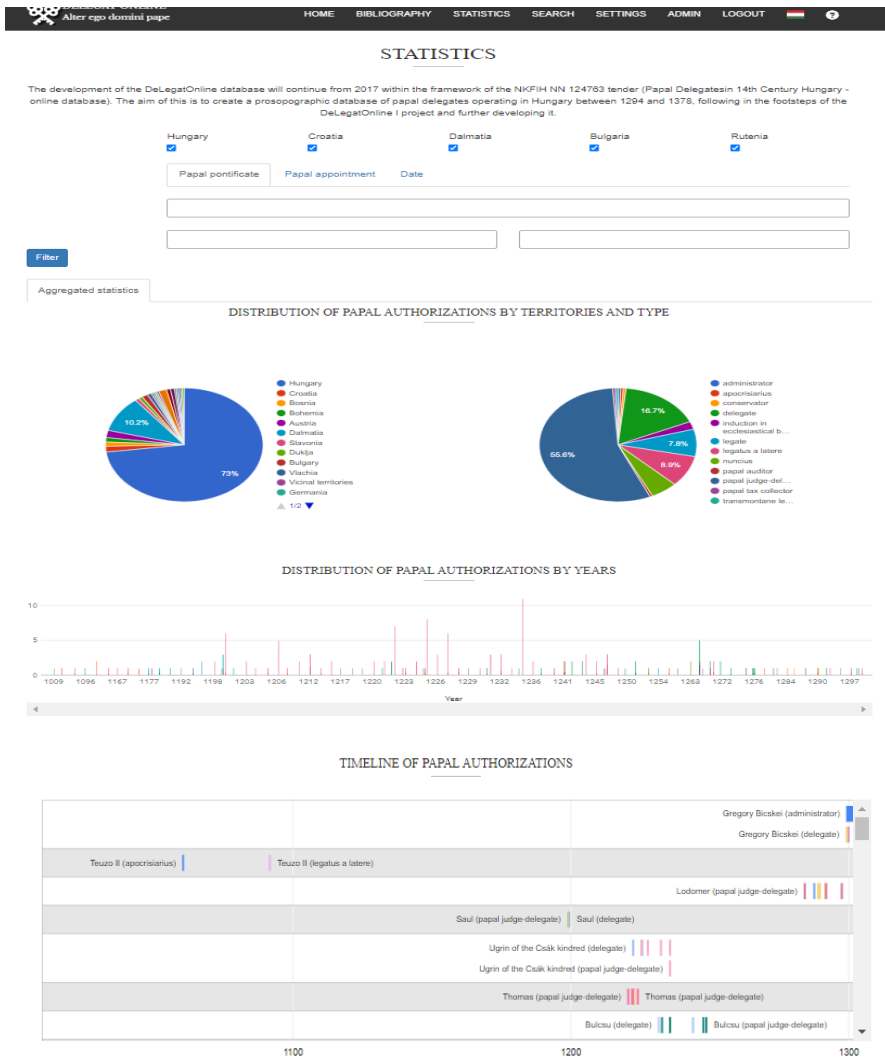 DELEGAT ONLINE
Alter ego domini pape
HOME BIBLIOGRAPHY STATISTICS SEARCH SETTINGS ADMIN LOGOUT ?
STATISTICS
The development of the DeLegatOnline database will continue from 2017 within the framework of the NKFIH NN 124763 tender (Papal Delegatesin 14th Century Hungary -
online database). The aim of this is to create a prosopographic database of papal delegates operating in Hungary between 1294 and 1378, following in the footsteps of the
DeLegatOnline I project and further developing it.
Hungary Croatia Dalmatia Bulgaria Rutenia
Papal pontificate Papal appointment Date
Filter
Aggregated statistics
DISTRIBUTION OF PAPAL AUTHORIZATIONS BY TERRITORIES AND TYPE
10.2%
73%
Hungary
Croatia
Bosnia
Bohemia
Austria
Dalmatia
Slavonia
Duklja
Bulgary
Vlachia
Vicinal territories
Germania
1/2
16.7%
7.8%
8.9%
55.6%
administrator
apocrisiarius
conservator
delegate
induction in
ecclesiastical b...
legate
legatus a latere
nuncius
papal auditor
papal judge-del...
papal tax collector
transmontane le...
DISTRIBUTION OF PAPAL AUTHORIZATIONS BY YEARS
10
5
0
1009 1096 1167 1177 1192 1198 1203 1206 1212 1217 1220 1223 1226 1229 1232 1236 1241 1245 1250 1254 1263 1272 1276 1284 1290 1297
Year
TIMELINE OF PAPAL AUTHORIZATIONS
Gregory Bicskei (administrator)
Gregory Bicskei (delegate)
Teuzo II (apocrisiarius) Teuzo II (legatus a latere)
Lodomer (papal judge-delegate)
Saul (papal judge-delegate) Saul (delegate)
Ugrin of the Csák kindred (delegate)
Ugrin of the Csák kindred (papal judge-delegate)
Thomas (papal judge-delegate) Thomas (papal judge-delegate)
Bulcsu (delegate) Bulcsu (papal judge-delegate)
1100 1200 1300